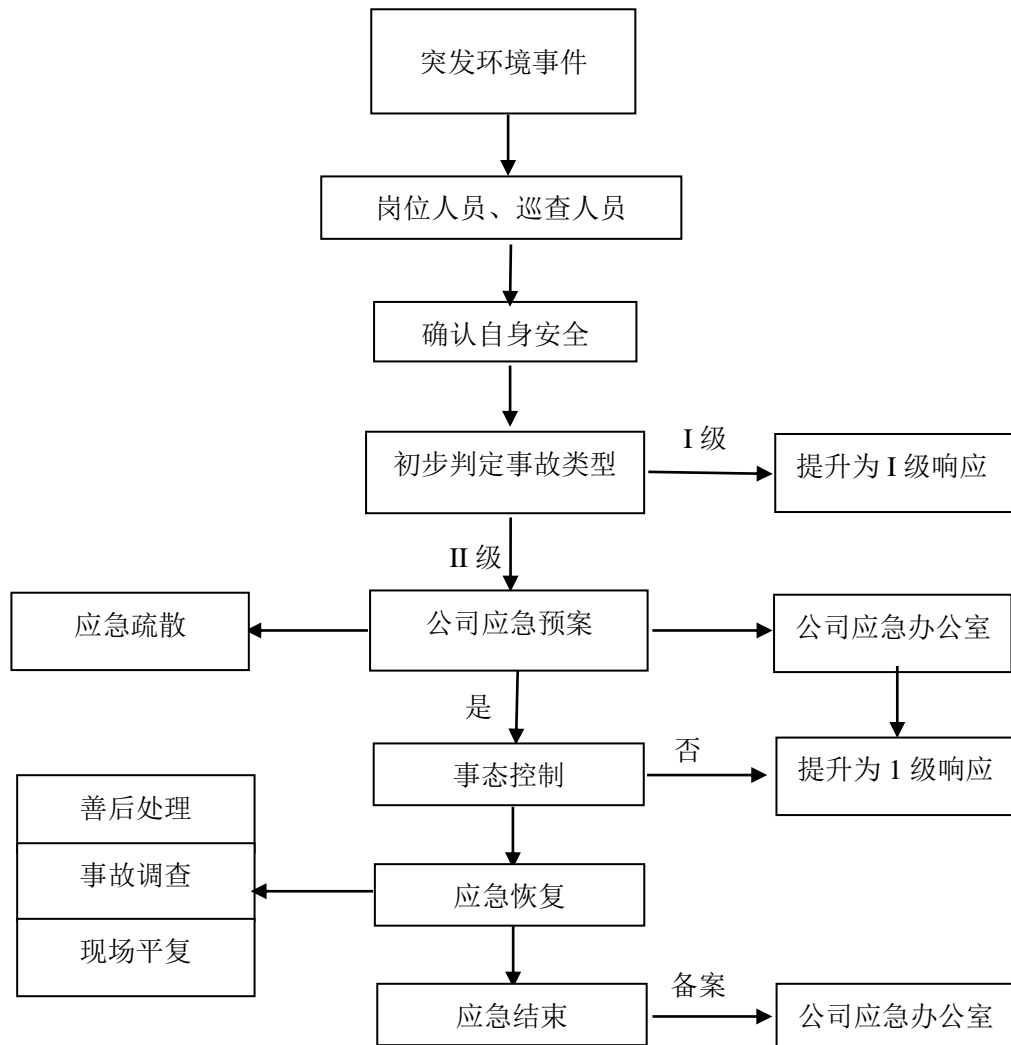 突发环境事件
岗位人员、巡查人员
确认自身安全
初步判定事故类型
I 级
提升为 I 级响应
II 级
应急疏散
公司应急预案
公司应急办公室
是
事态控制
否
提升为 1 级响应
善后处理
事故调查
现场平复
应急恢复
应急结束
备案
公司应急办公室